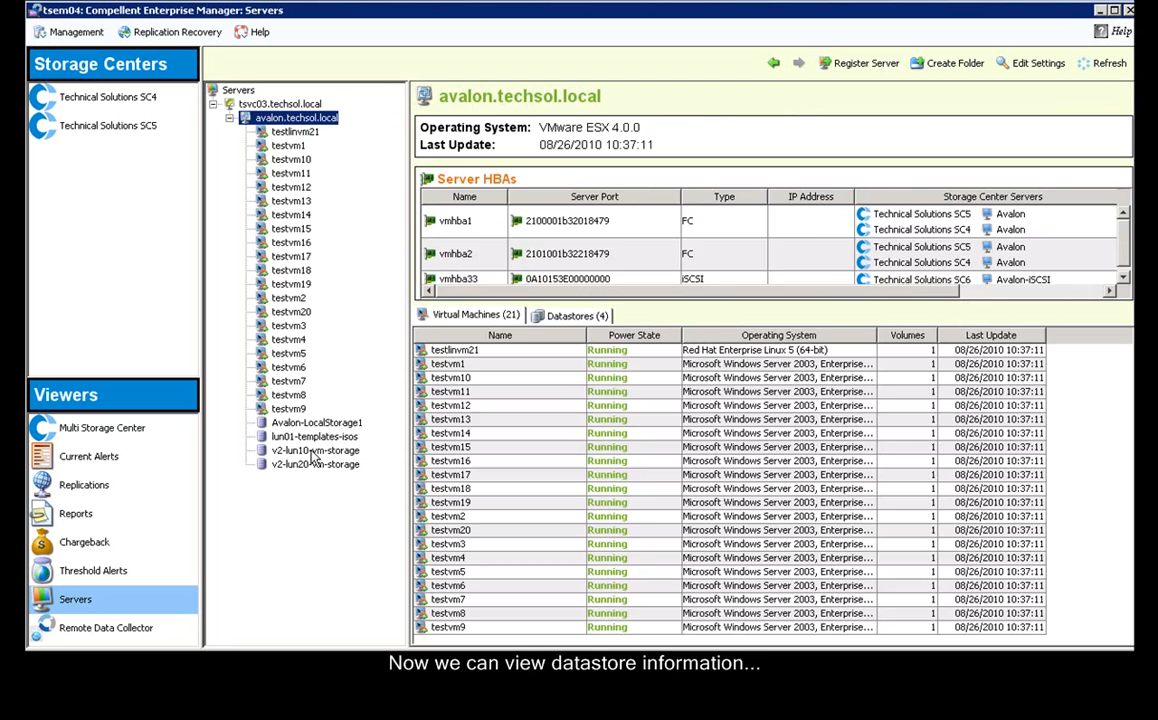 tsem04: Compellent Enterprise Manager: Servers
Management Replication Recovery Help
Help
Storage Centers
Technical Solutions SC4
Technical Solutions SC5
Viewers
Multi Storage Center
Current Alerts
Replications
Reports
Chargeback
Threshold Alerts
Servers
Remote Data Collector
Servers
tsvc03.techsol.local
avalon.techsol.local
testlinvm21
testvm1
testvm10
testvm11
testvm12
testvm13
testvm14
testvm15
testvm16
testvm17
testvm18
testvm19
testvm2
testvm20
testvm3
testvm4
testvm5
testvm6
testvm7
testvm8
testvm9
Avalon-LocalStorage1
lun01-templates-isos
v2-lun10-vm-storage
v2-lun20-vm-storage
Register Server Create Folder Edit Settings Refresh
avalon.techsol.local
Operating System: VMware ESX 4.0.0
Last Update: 08/26/2010 10:37:11
Server HBAs
Name Server Port Type IP Address Storage Center Servers
vmhba1 2100001b32018479 FC Technical Solutions SC5 Avalon
Technical Solutions SC4 Avalon
vmhba2 2101001b32218479 FC Technical Solutions SC5 Avalon
Technical Solutions SC4 Avalon
vmhba33 0A10153E00000000 iSCSI Technical Solutions SC6 Avalon-iSCSI
Virtual Machines (21) Datastores (4)
Name Power State Operating System Volumes Last Update
testlinvm21 Running Red Hat Enterprise Linux 5 (64-bit) 1 08/26/2010 10:37:11
testvm1 Running Microsoft Windows Server 2003, Enterprise... 1 08/26/2010 10:37:11
testvm10 Running Microsoft Windows Server 2003, Enterprise... 1 08/26/2010 10:37:11
testvm11 Running Microsoft Windows Server 2003, Enterprise... 1 08/26/2010 10:37:11
testvm12 Running Microsoft Windows Server 2003, Enterprise... 1 08/26/2010 10:37:11
testvm13 Running Microsoft Windows Server 2003, Enterprise... 1 08/26/2010 10:37:11
testvm14 Running Microsoft Windows Server 2003, Enterprise... 1 08/26/2010 10:37:11
testvm15 Running Microsoft Windows Server 2003, Enterprise... 1 08/26/2010 10:37:11
testvm16 Running Microsoft Windows Server 2003, Enterprise... 1 08/26/2010 10:37:11
testvm17 Running Microsoft Windows Server 2003, Enterprise... 1 08/26/2010 10:37:11
testvm18 Running Microsoft Windows Server 2003, Enterprise... 1 08/26/2010 10:37:11
testvm19 Running Microsoft Windows Server 2003, Enterprise... 1 08/26/2010 10:37:11
testvm2 Running Microsoft Windows Server 2003, Enterprise... 1 08/26/2010 10:37:11
testvm20 Running Microsoft Windows Server 2003, Enterprise... 1 08/26/2010 10:37:11
testvm3 Running Microsoft Windows Server 2003, Enterprise... 1 08/26/2010 10:37:11
testvm4 Running Microsoft Windows Server 2003, Enterprise... 1 08/26/2010 10:37:11
testvm5 Running Microsoft Windows Server 2003, Enterprise... 1 08/26/2010 10:37:11
testvm6 Running Microsoft Windows Server 2003, Enterprise... 1 08/26/2010 10:37:11
testvm7 Running Microsoft Windows Server 2003, Enterprise... 1 08/26/2010 10:37:11
testvm8 Running Microsoft Windows Server 2003, Enterprise... 1 08/26/2010 10:37:11
testvm9 Running Microsoft Windows Server 2003, Enterprise... 1 08/26/2010 10:37:11
Now we can view datastore information...